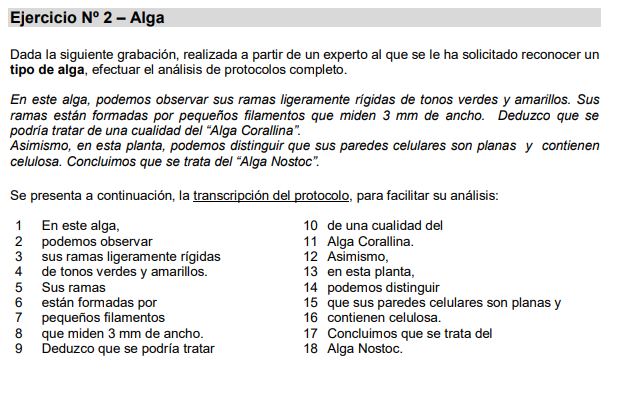 Ejercicio Nº 2 – Alga
Dada la siguiente grabación, realizada a partir de un experto al que se le ha solicitado reconocer un
tipo de alga, efectuar el análisis de protocolos completo.
En este alga, podemos observar sus ramas ligeramente rígidas de tonos verdes y amarillos. Sus
ramas están formadas por pequeños filamentos que miden 3 mm de ancho. Deduzco que se
podría tratar de una cualidad del “Alga Corallina”.
Asimismo, en esta planta, podemos distinguir que sus paredes celulares son planas y contienen
celulosa. Concluimos que se trata del “Alga Nostoc”.
Se presenta a continuación, la transcripción del protocolo, para facilitar su análisis:
1 En este alga,
2 podemos observar
3 sus ramas ligeramente rígidas
4 de tonos verdes y amarillos.
5 Sus ramas
6 están formadas por
7 pequeños filamentos
8 que miden 3 mm de ancho.
9 Deduzco que se podría tratar
10 de una cualidad del
11 Alga Corallina.
12 Asimismo,
13 en esta planta,
14 podemos distinguir
15 que sus paredes celulares son planas y
16 contienen celulosa.
17 Concluimos que se trata del
18 Alga Nostoc.